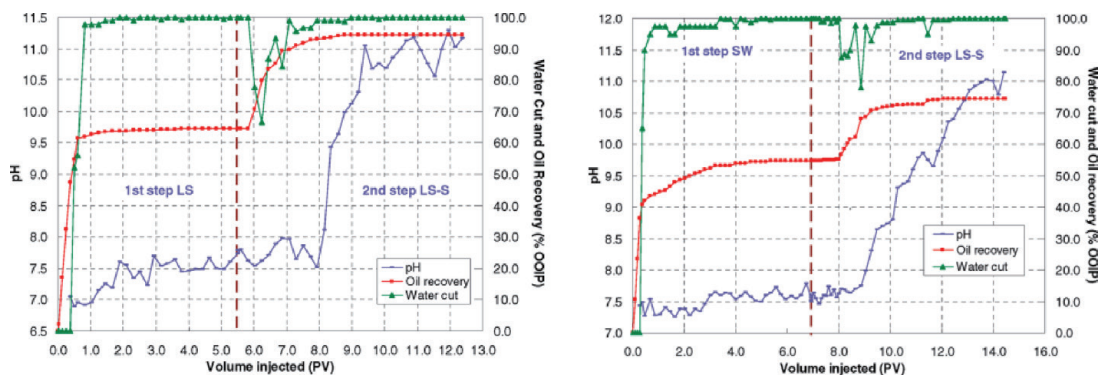 11.5
11.0
10.5
10.0
9.5
9.0
8.5
8.0
7.5
7.0
6.5
pH
1st step LS
2nd step LS-S
pH
Oil recovery
Water cut
100.0
90.0
80.0
70.0
60.0
50.0
40.0
30.0
20.0
10.0
0.0
Water Cut and Oil Recovery (% OOIP)
0.0 1.0 2.0 3.0 4.0 5.0 6.0 7.0 8.0 9.0 10.0 11.0 12.0 13.0
Volume injected (PV)
12.0
11.5
11.0
10.5
10.0
9.5
9.0
8.5
8.0
7.5
7.0
pH
1st step SW
2nd step LS-S
pH
Oil recovery
Water cut
100.0
90.0
80.0
70.0
60.0
50.0
40.0
30.0
20.0
10.0
0.0
Water cut and Oil recovery (% OOIP)
0.0 2.0 4.0 6.0 8.0 10.0 12.0 14.0 16.0
Volume injected (PV)